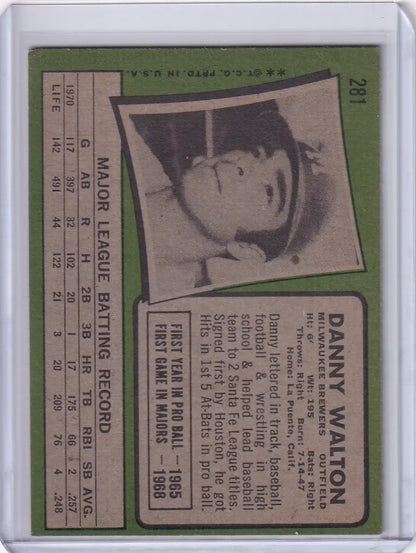 281
DANNY WALTON
MILWAUKEE BREWERS OUTFIELD
Ht: 6' Wt: 195 Bats: Right
Throws: Right Born: 7-14-47
Home: La Puente, Calif.
Danny lettered in track, baseball,
football & wrestling in high
school & helped lead baseball
team to 2 Santa Fe League titles.
Signed first by Houston, he got
Hits in 1st 5 At-Bats in pro ball.
FIRST YEAR IN PRO BALL — 1965
FIRST GAME IN MAJORS — 1968
MAJOR LEAGUE BATTING RECORD
G AB R H 2B 3B HR TB RBI SB AVG.
1970 117 397 32 102 20 1 17 175 66 2 .257
LIFE 142 491 44 122 21 3 20 209 76 4 .248
**©T.C.G. PRTD. IN U.S.A.